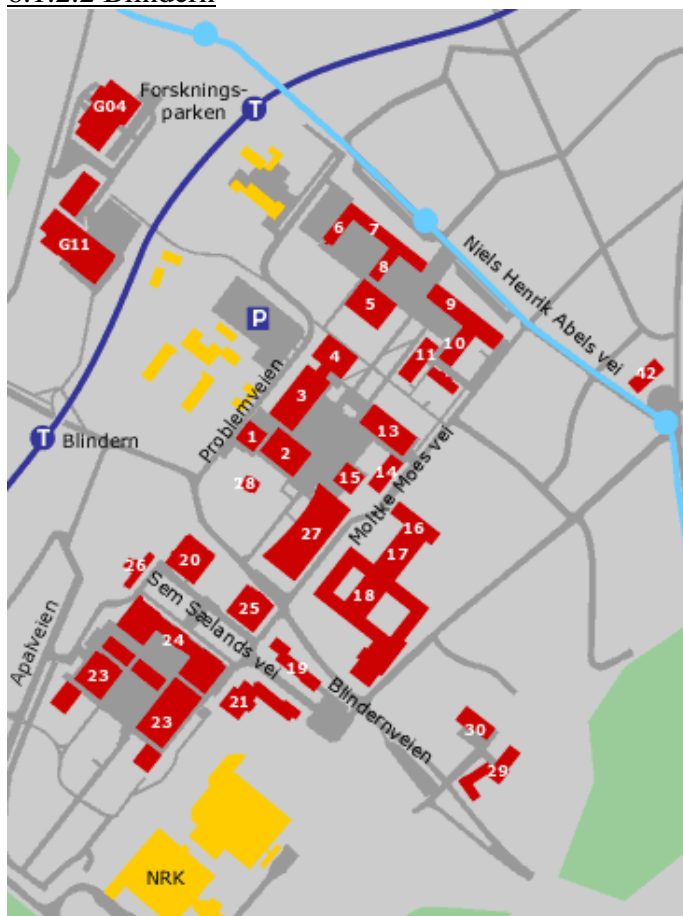 6.1.2.2 Blindern
G04
Forsknings-
parken
T
G11
6
7
8
5
9
Niels Henrik Abels vei
P
10
11
42
4
3
Problemveien
13
T
Blindern
1
2
14
15
Moltke Moes vei
28
16
27
17
26
20
18
Sem Sælands vei
25
Apalveien
24
19
23
21
Blindernveien
23
30
29
NRK